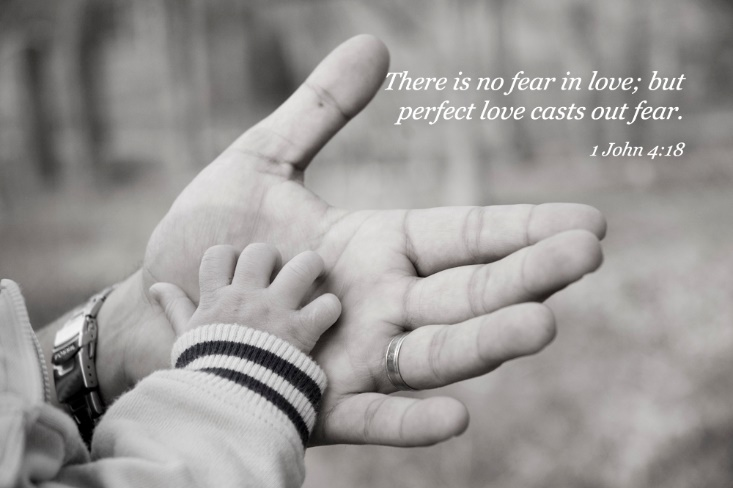 There is no fear in love; but
perfect love casts out fear.
1 John 4:18